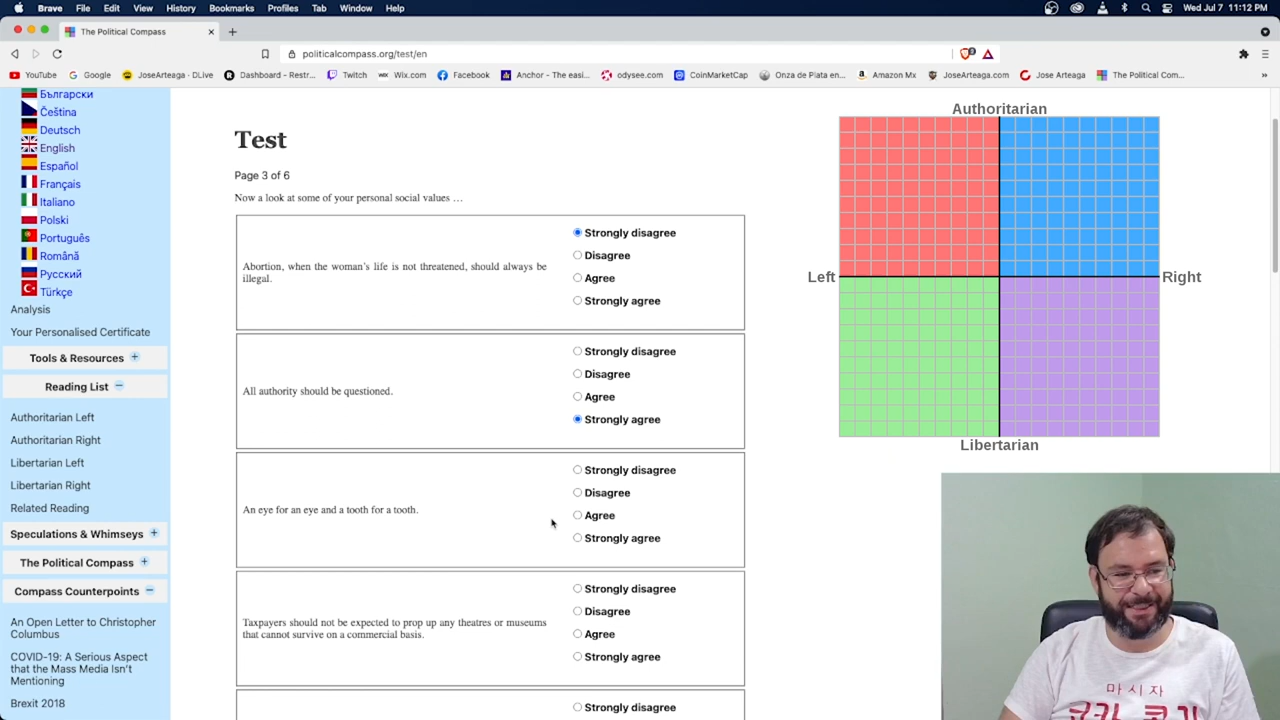 Brave File Edit View History Bookmarks Profiles Tab Window Help Wed Jul 7 11:12 PM
The Political Compass
politicalcompass.org/test/en
YouTube Google JoseArteaga - DLive Dashboard - Restr... Twitch Wix.com Facebook Anchor - The easi... odysee.com CoinMarketCap Onza de Plata en... Amazon Mx JoseArteaga.com Jose Arteaga The Political Com...
Български
Čeština
Deutsch
English
Español
Français
Italiano
Polski
Português
Română
Русский
Türkçe
Analysis
Your Personalised Certificate
Tools & Resources
Reading List
Authoritarian Left
Authoritarian Right
Libertarian Left
Libertarian Right
Related Reading
Speculations & Whimseys
The Political Compass
Compass Counterpoints
An Open Letter to Christopher
Columbus
COVID-19: A Serious Aspect
that the Mass Media Isn't
Mentioning
Brexit 2018
Test
Page 3 of 6
Now a look at some of your personal social values …
Abortion, when the woman's life is not threatened, should always be
illegal.
Strongly disagree
Disagree
Agree
Strongly agree
All authority should be questioned.
Strongly disagree
Disagree
Agree
Strongly agree
An eye for an eye and a tooth for a tooth.
Strongly disagree
Disagree
Agree
Strongly agree
Taxpayers should not be expected to prop up any theatres or museums
that cannot survive on a commercial basis.
Strongly disagree
Disagree
Agree
Strongly agree
Strongly disagree
Authoritarian
Left
Right
Libertarian
마시자